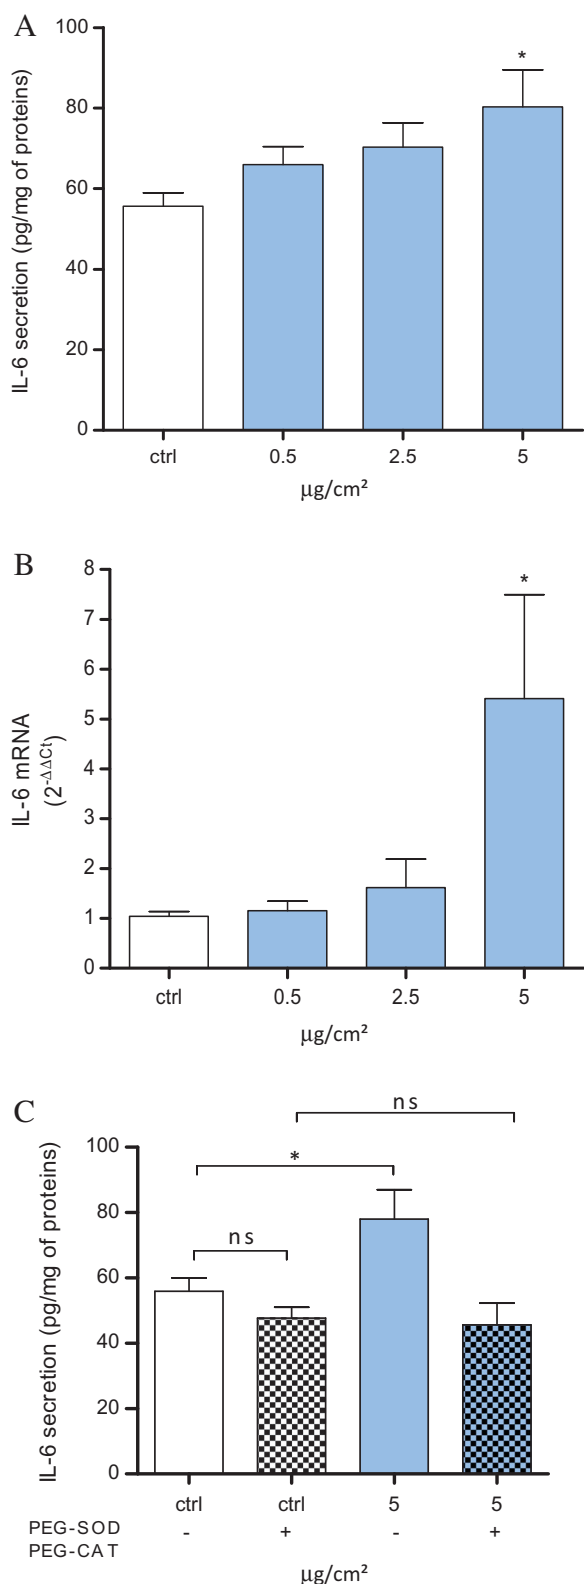 A
IL-6 secretion (pg/mg of proteins)
100
80
60
40
20
0
*
ctrl 0.5 2.5 5
μg/cm²
B
IL-6 mRNA
(2-ΔΔCt)
8
7
6
5
4
3
2
1
0
*
ctrl 0.5 2.5 5
μg/cm²
C
IL-6 secretion (pg/mg of proteins)
ns
100
*
80
ns
60
40
20
0
ctrl ctrl 5 5
PEG-SOD - + - +
PEG-CAT
μg/cm²